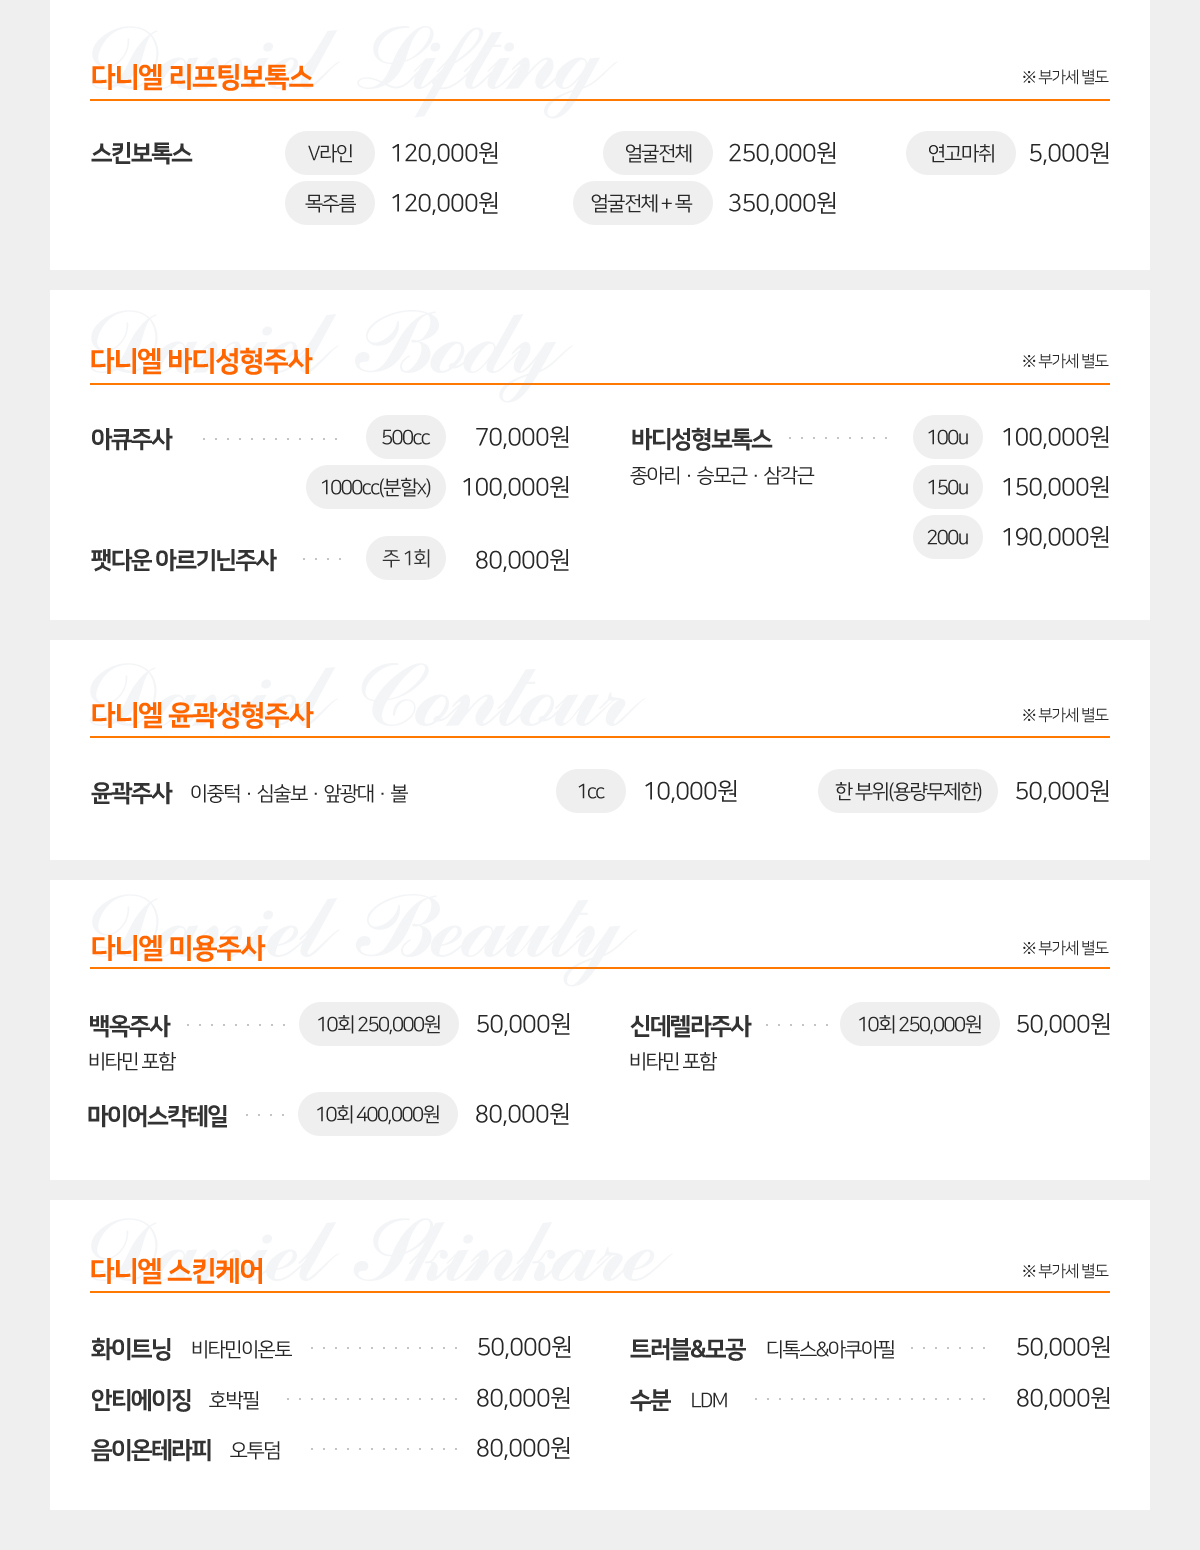 Daniel Lifting
다니엘 리프팅보톡스 ※ 부가세 별도
스킨보톡스 V라인 120,000원 얼굴전체 250,000원 연고마취 5,000원
목주름 120,000원 얼굴전체 + 목 350,000원
Daniel Body
다니엘 바디성형주사 ※ 부가세 별도
아큐주사 500cc 70,000원
1000cc(분할x) 100,000원
팻다운 아르기닌주사 주 1회 80,000원
바디성형보톡스 100u 100,000원
종아리 · 승모근 · 삼각근 150u 150,000원
200u 190,000원
Daniel Contour
다니엘 윤곽성형주사 ※ 부가세 별도
윤곽주사 이중턱 · 심술보 · 앞광대 · 볼 1cc 10,000원 한 부위(용량무제한) 50,000원
Daniel Beauty
다니엘 미용주사 ※ 부가세 별도
백옥주사 10회 250,000원 50,000원
비타민 포함
마이어스칵테일 10회 400,000원 80,000원
신데렐라주사 10회 250,000원 50,000원
비타민 포함
Daniel Skinkare
다니엘 스킨케어 ※ 부가세 별도
화이트닝 비타민이온토 50,000원
안티에이징 호박필 80,000원
음이온테라피 오투덤 80,000원
트러블&모공 디톡스&아쿠아필 50,000원
수분 LDM 80,000원